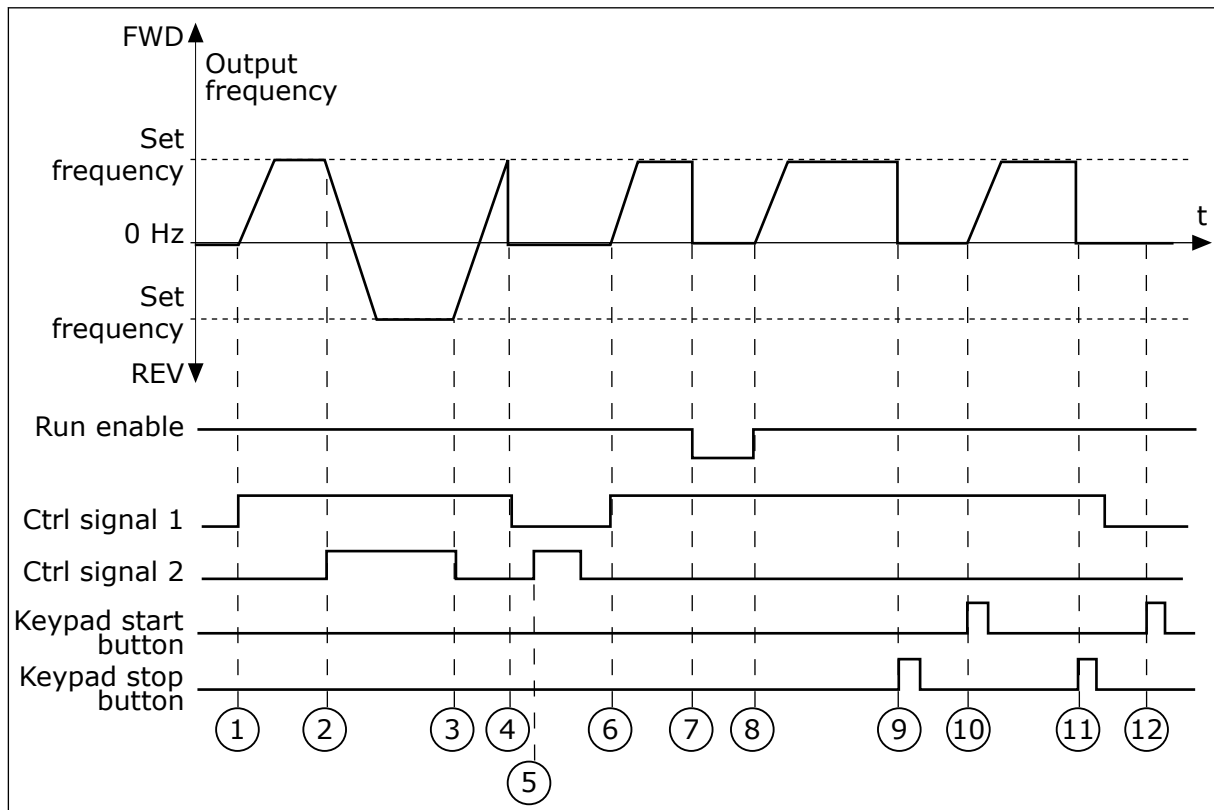 FWD
Output
frequency
Set
frequency
0 Hz
t
Set
frequency
REV
Run enable
Ctrl signal 1
Ctrl signal 2
Keypad start
button
Keypad stop
button
1 2 3 4 6 7 8 9 10 11 12
5